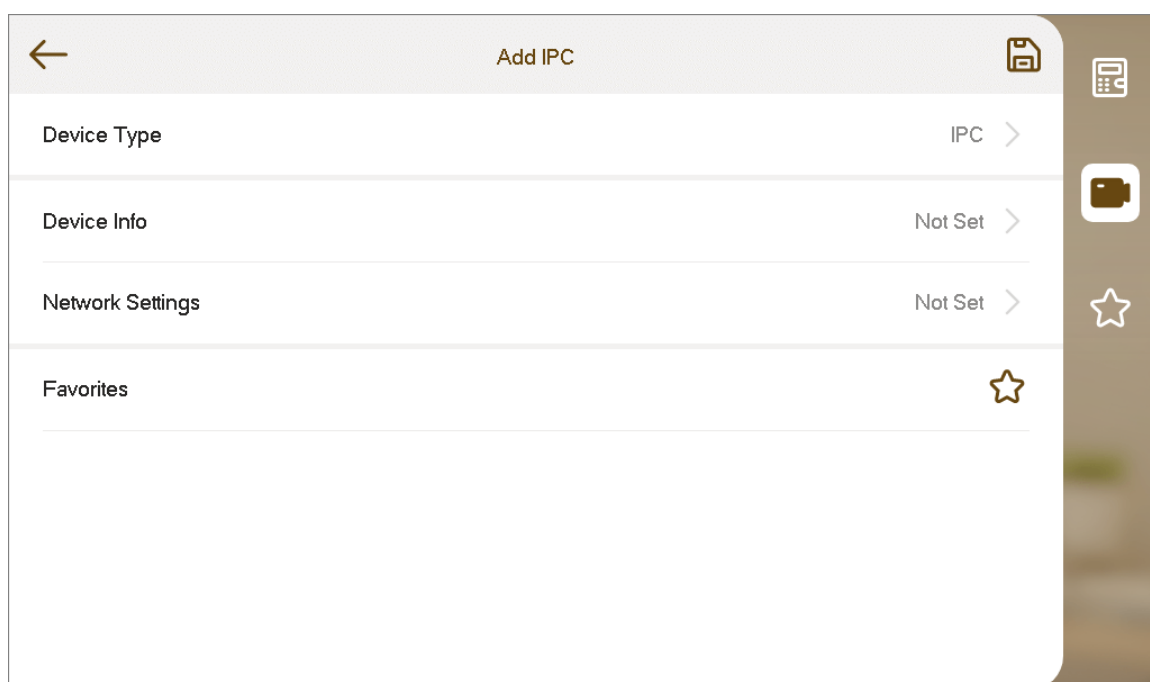 Add IPC
Device Type IPC
Device Info Not Set
Network Settings Not Set
Favorites